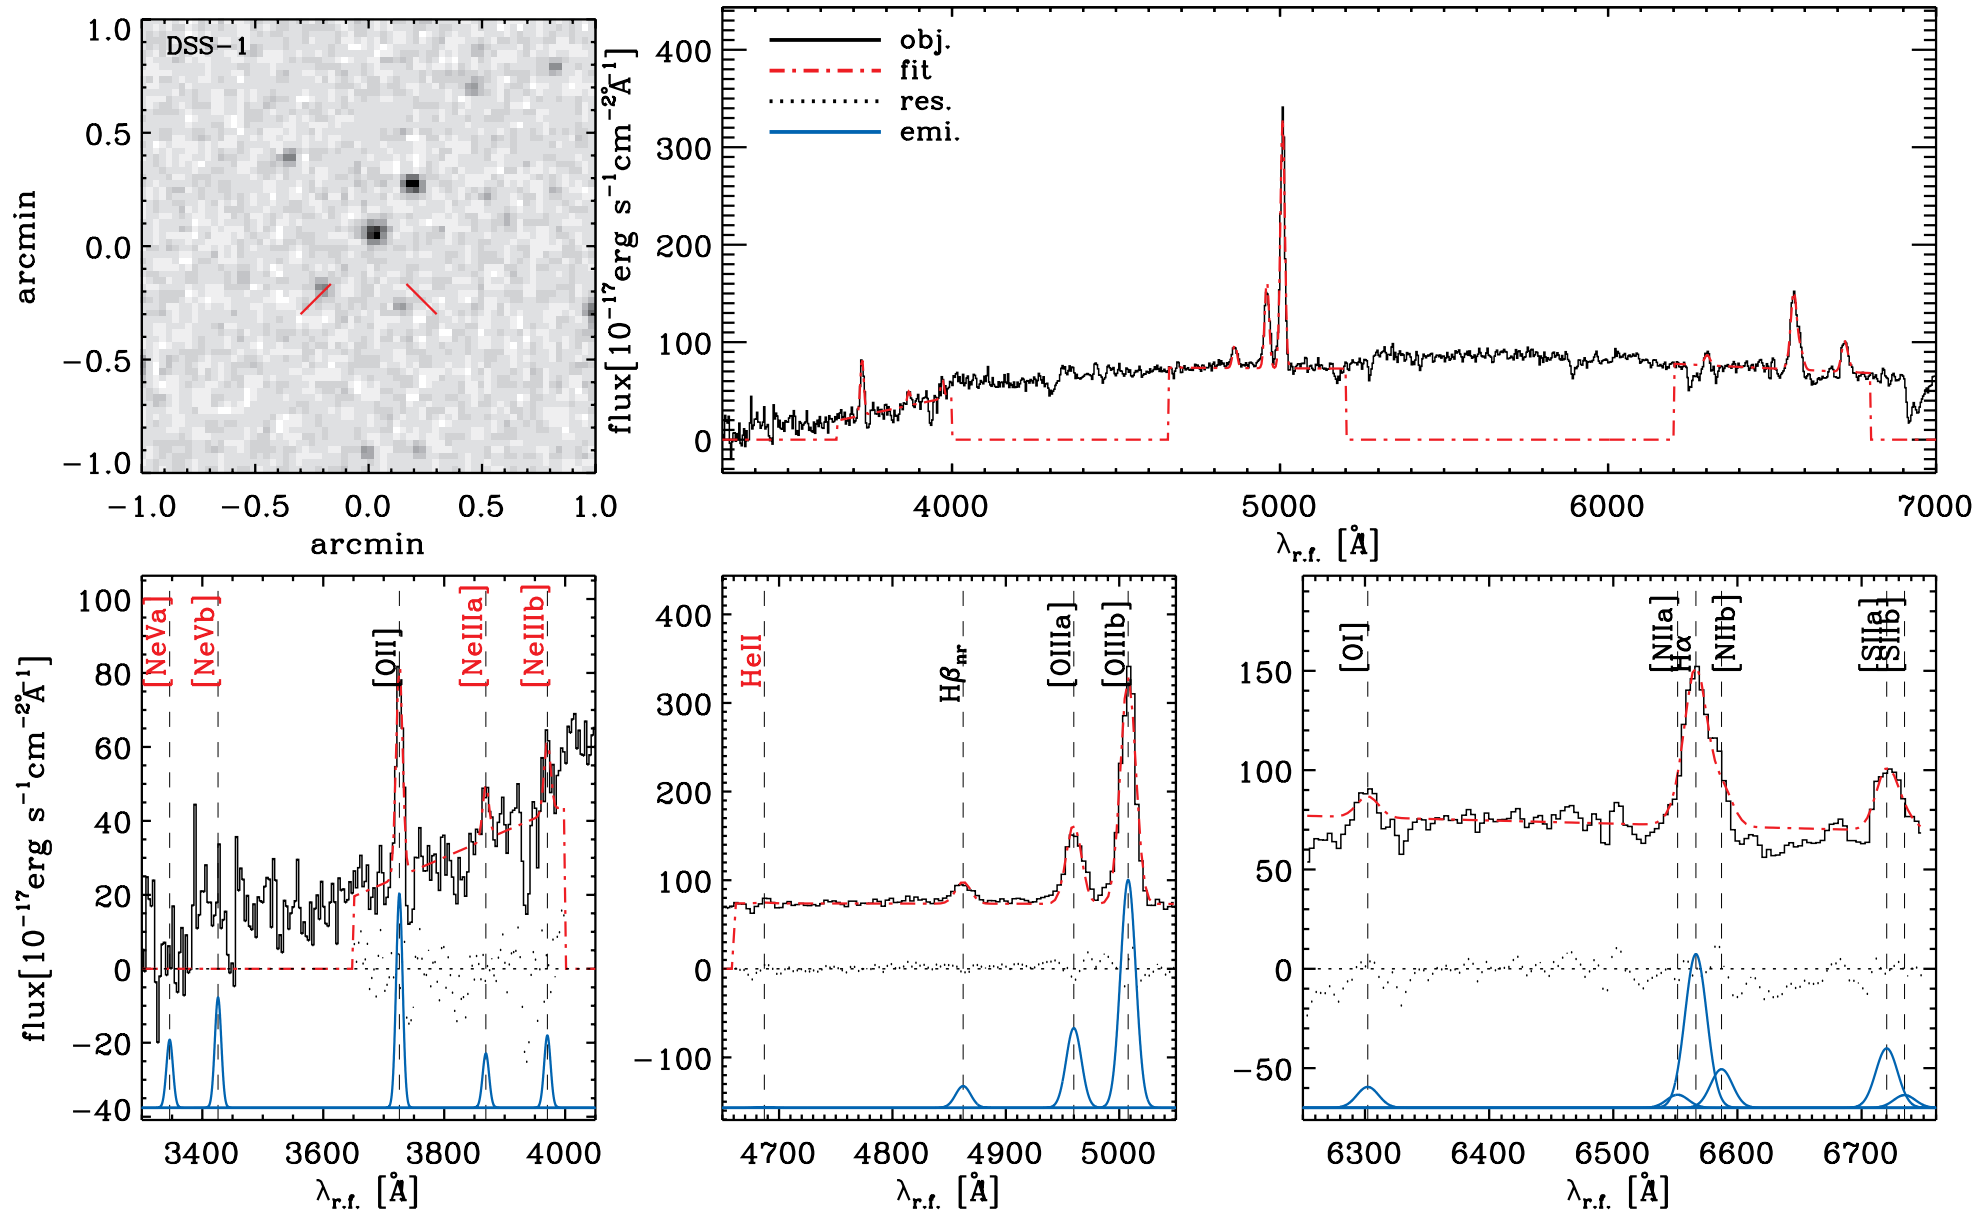 DSS-1
1.0
0.5
0.0
−0.5
−1.0
arcmin
−1.0 −0.5 0.0 0.5 1.0
arcmin
obj.
fit
res.
emi.
400
300
200
100
0
flux[10⁻¹⁷erg s⁻¹cm⁻²Å⁻¹]
4000 5000 6000 7000
λr.f. [Å]
[NeVa] [NeVb] [OII] [NeIIIa] [NeIIIb]
100
80
60
40
20
0
−20
−40
flux[10⁻¹⁷erg s⁻¹cm⁻²Å⁻¹]
3400 3600 3800 4000
λr.f. [Å]
HeII Hβnr [OIIIa] [OIIIb]
400
300
200
100
0
−100
4700 4800 4900 5000
λr.f. [Å]
[OI] [NIIa] Hα [NIIb] [SIIa] [SIIb]
150
100
50
0
−50
6300 6400 6500 6600 6700
λr.f. [Å]